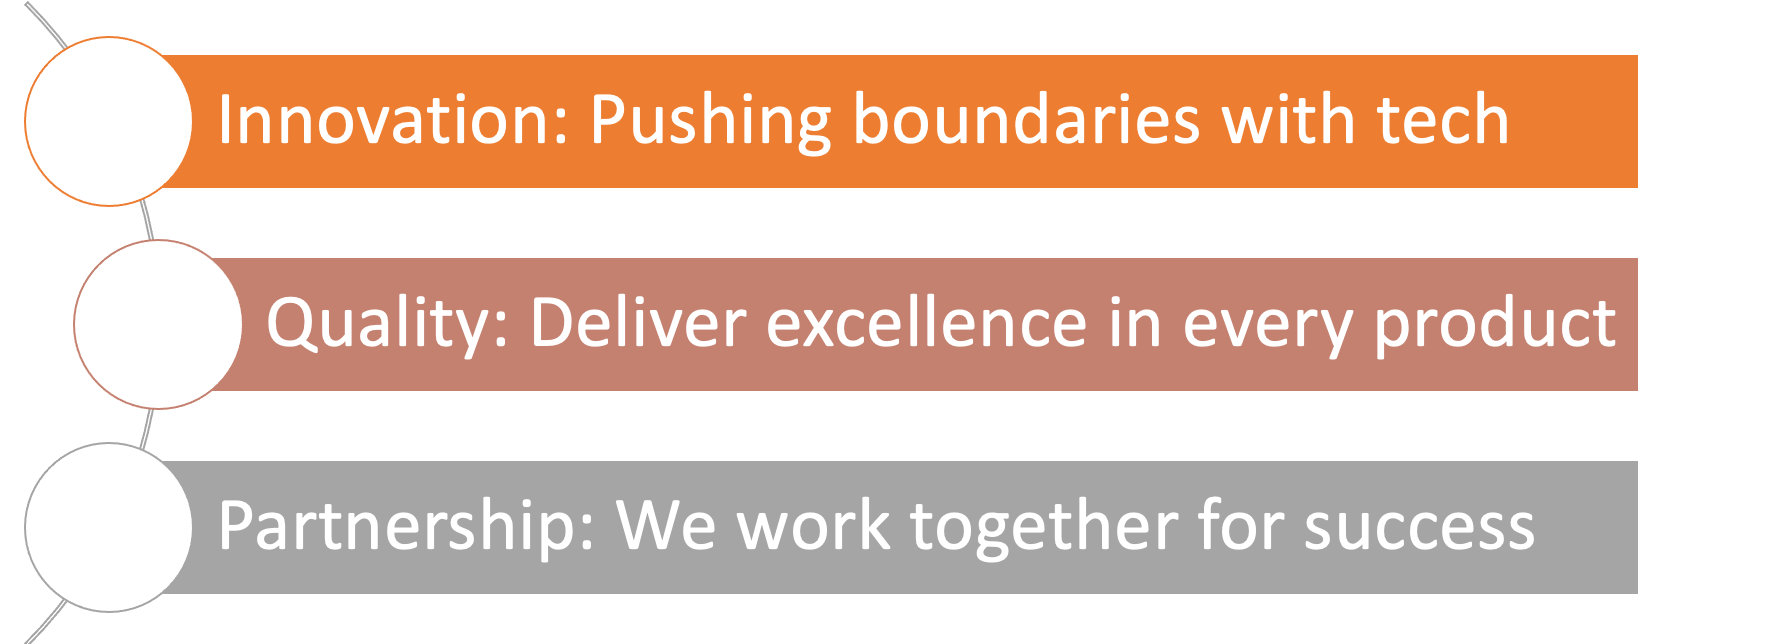 Innovation: Pushing boundaries with tech
Quality: Deliver excellence in every product
Partnership: We work together for success